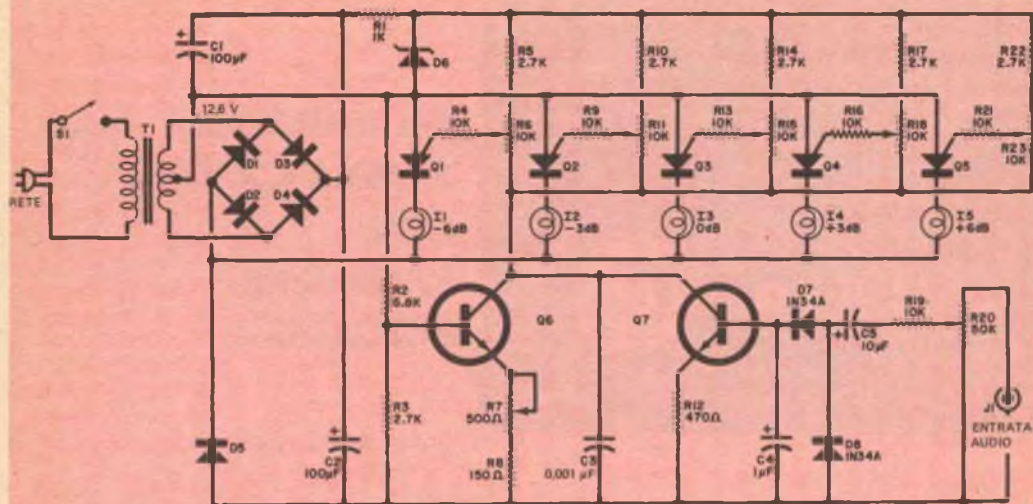 R1
1K
C1
100µF
D6
R5
2.7K
R10
2.7K
R14
2.7K
R17
2.7K
R22
2.7K
12,6 V
S1
T1
RETE
D1
D3
D2
D4
R4
10K
R6
10K
R9
10K
R11
10K
R13
10K
R15
10K
R16
10K
R18
10K
R21
10K
R23
10K
Q1
Q2
Q3
Q4
Q5
I1
-6dB
I2
-3dB
I3
0dB
I4
+3dB
I5
+6dB
R2
6.8K
Q6
Q7
D7
1N34A
C5
10µF
R19
10K
R20
50K
R3
2.7K
R7
500Ω
R12
470Ω
J1
ENTRATA
AUDIO
D5
C2
100µF
R8
150Ω
C3
0,001 µF
C4
1µF
D8
1N34A